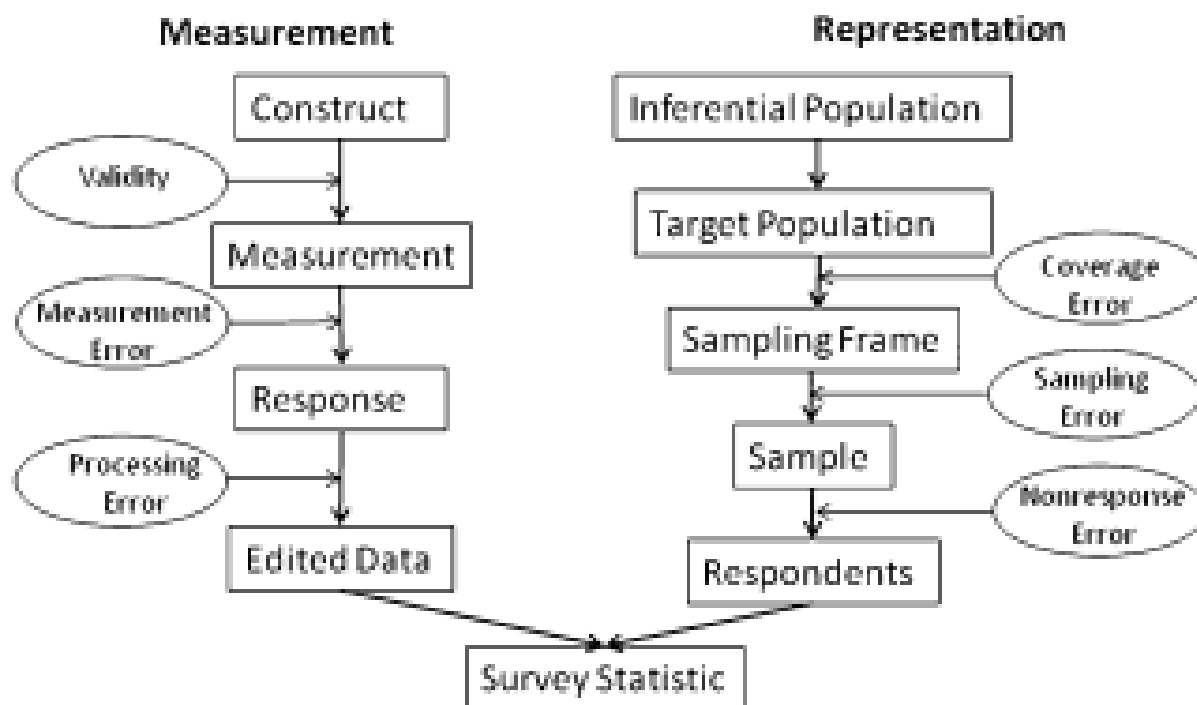 Measurement
Construct
Validity
Measurement
Measurement
Error
Response
Processing
Error
Edited Data
Representation
Inferential Population
Target Population
Coverage
Error
Sampling Frame
Sampling
Error
Sample
Nonresponse
Error
Respondents
Survey Statistic